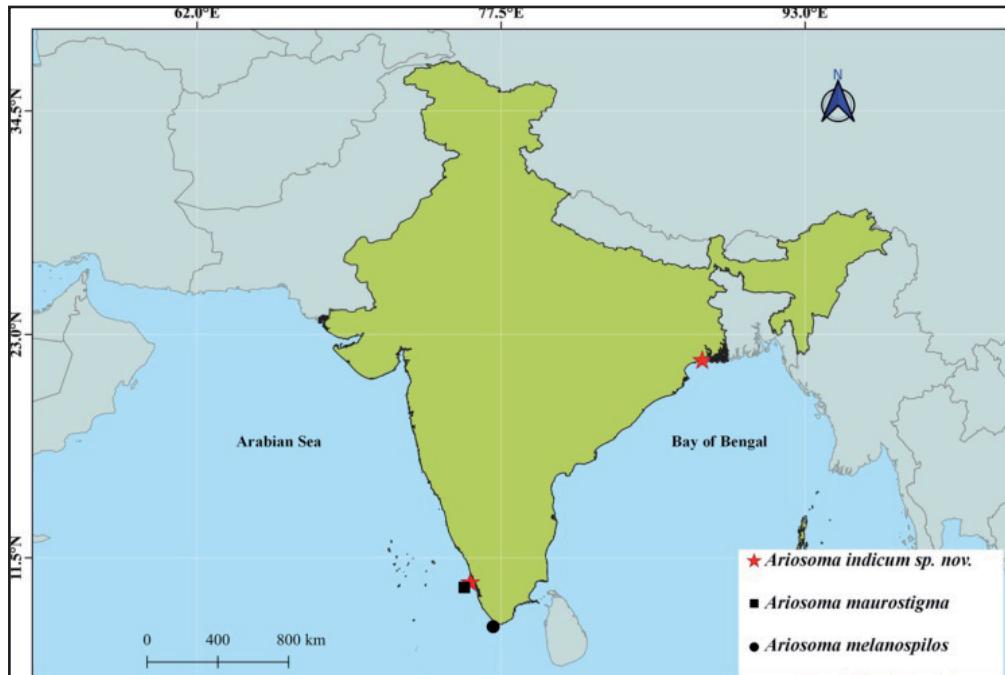 62.0°E 77.5°E 93.0°E
N
34.5°N
23.0°N
Arabian Sea Bay of Bengal
11.5°N
Ariosoma indicum sp. nov.
Ariosoma maurostigma
0 400 800 km
Ariosoma melanospilos